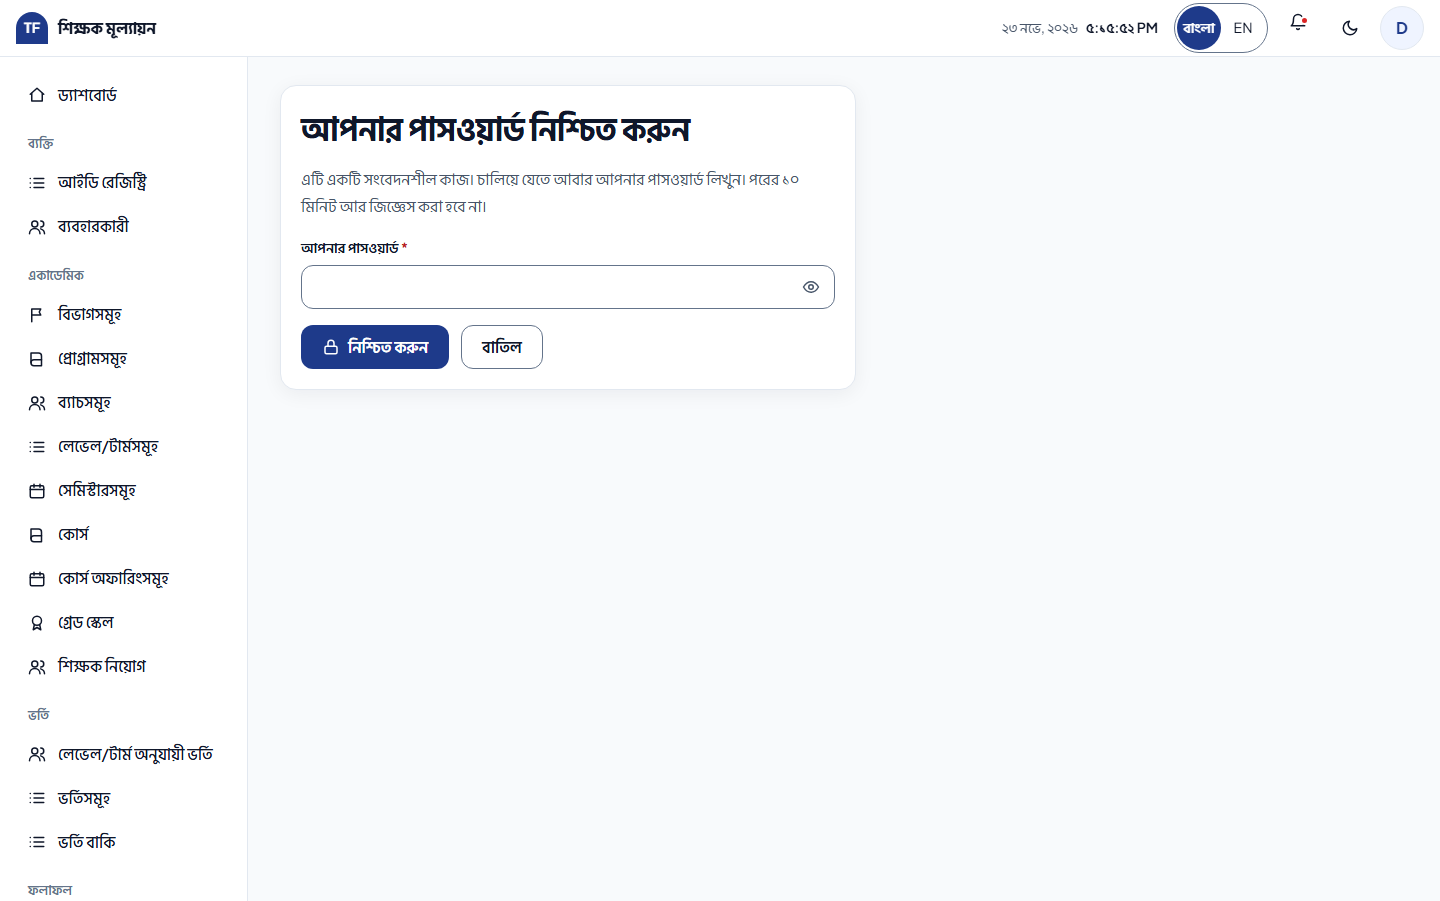 TF শিক্ষক মূল্যায়ন
২৩ নভে, ২০২৬ ৫:১৫:৫২ PM বাংলা EN D
ড্যাশবোর্ড
ব্যক্তি
আইডি রেজিস্ট্রি
ব্যবহারকারী
একাডেমিক
বিভাগসমূহ
প্রোগ্রামসমূহ
ব্যাচসমূহ
লেভেল/টার্মসমূহ
সেমিস্টারসমূহ
কোর্স
কোর্স অফারিংসমূহ
গ্রেড স্কেল
শিক্ষক নিয়োগ
ভর্তি
লেভেল/টার্ম অনুযায়ী ভর্তি
ভর্তিসমূহ
ভর্তি বাকি
ফলাফল
আপনার পাসওয়ার্ড নিশ্চিত করুন
এটি একটি সংবেদনশীল কাজ। চালিয়ে যেতে আবার আপনার পাসওয়ার্ড লিখুন। পরের ১০
মিনিট আর জিজ্ঞেস করা হবে না।
আপনার পাসওয়ার্ড *
নিশ্চিত করুন বাতিল